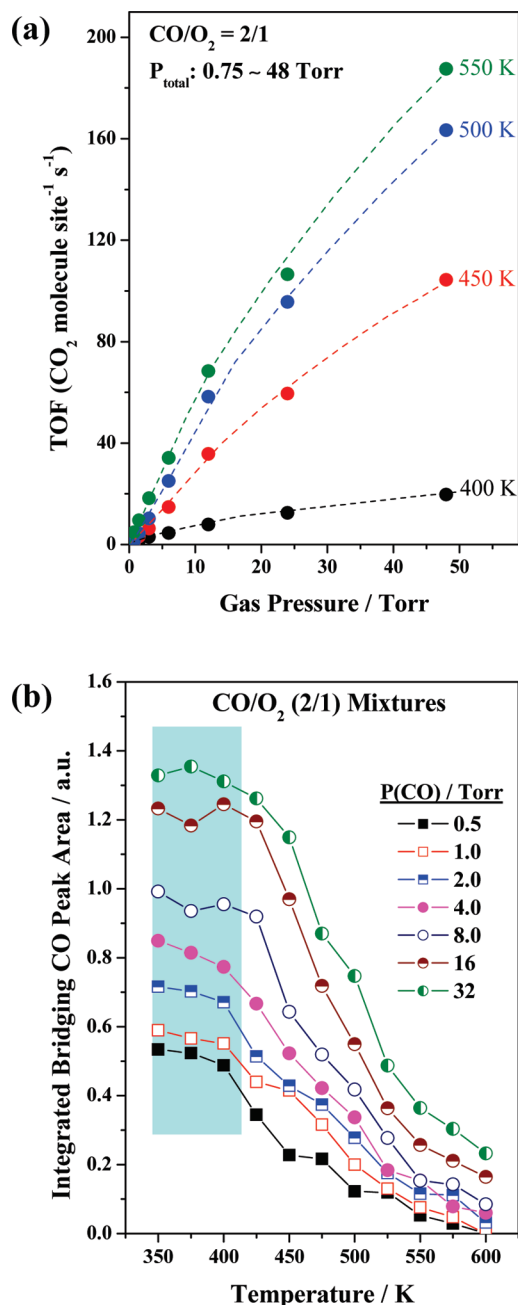 (a)
CO/O₂ = 2/1
P_total: 0.75 ~ 48 Torr
550 K
500 K
450 K
400 K
200
160
120
80
40
0
0 10 20 30 40 50
TOF (CO₂ molecule site⁻¹ s⁻¹)
Gas Pressure / Torr
(b)
CO/O₂ (2/1) Mixtures
P(CO) / Torr
0.5
1.0
2.0
4.0
8.0
16
32
1.6
1.4
1.2
1.0
0.8
0.6
0.4
0.2
0.0
350 400 450 500 550 600
Integrated Bridging CO Peak Area / a.u.
Temperature / K